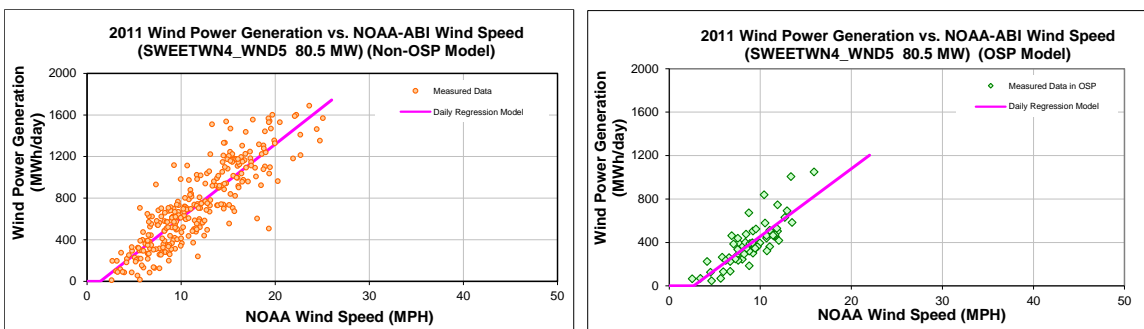 2011 Wind Power Generation vs. NOAA-ABI Wind Speed
(SWEETWN4_WND5 80.5 MW) (Non-OSP Model)
Wind Power Generation
(MWh/day)
2000
1600
1200
800
400
0
Measured Data
Daily Regression Model
0 10 20 30 40 50
NOAA Wind Speed (MPH)
2011 Wind Power Generation vs. NOAA-ABI Wind Speed
(SWEETWN4_WND5 80.5 MW) (OSP Model)
Wind Power Generation
(MWh/day)
2000
1600
1200
800
400
0
Measured Data in OSP
Daily Regression Model
0 10 20 30 40 50
NOAA Wind Speed (MPH)